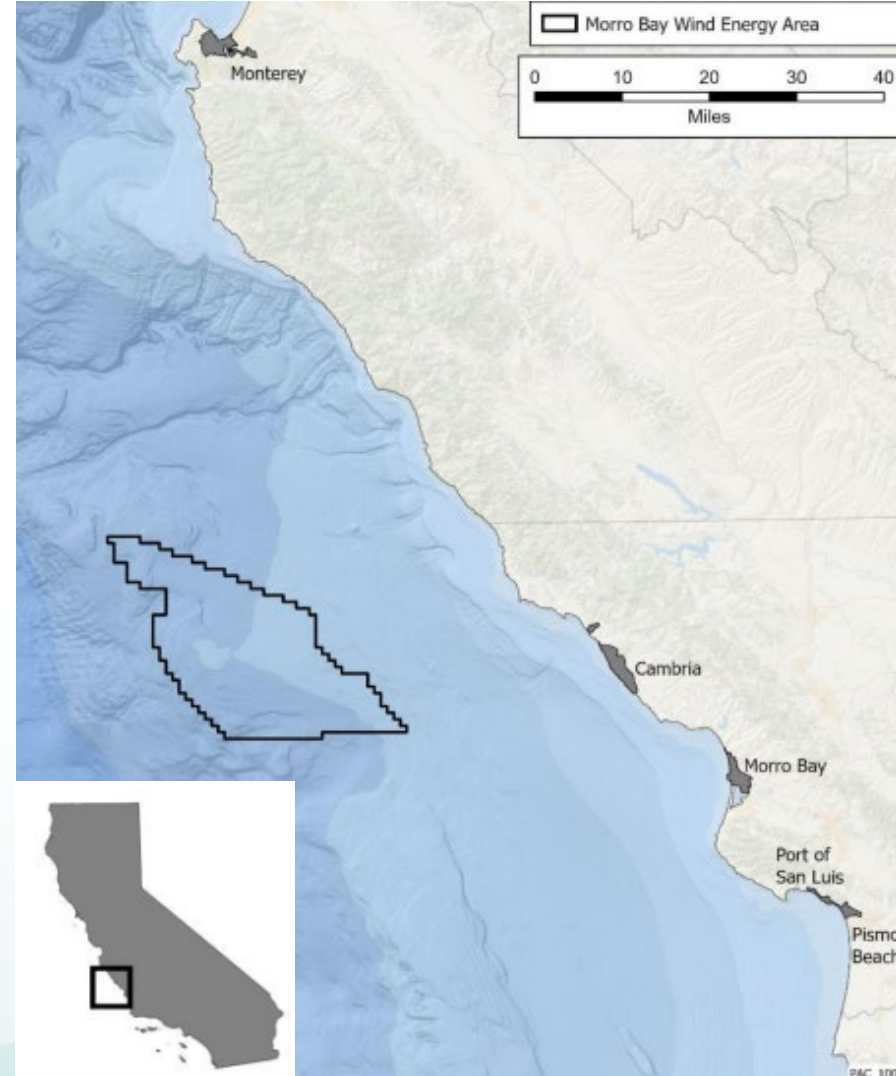 Morro Bay Wind Energy Area
0 10 20 30 40
Miles
Monterey
Cambria
Morro Bay
Port of
San Luis
Pismo
Beach